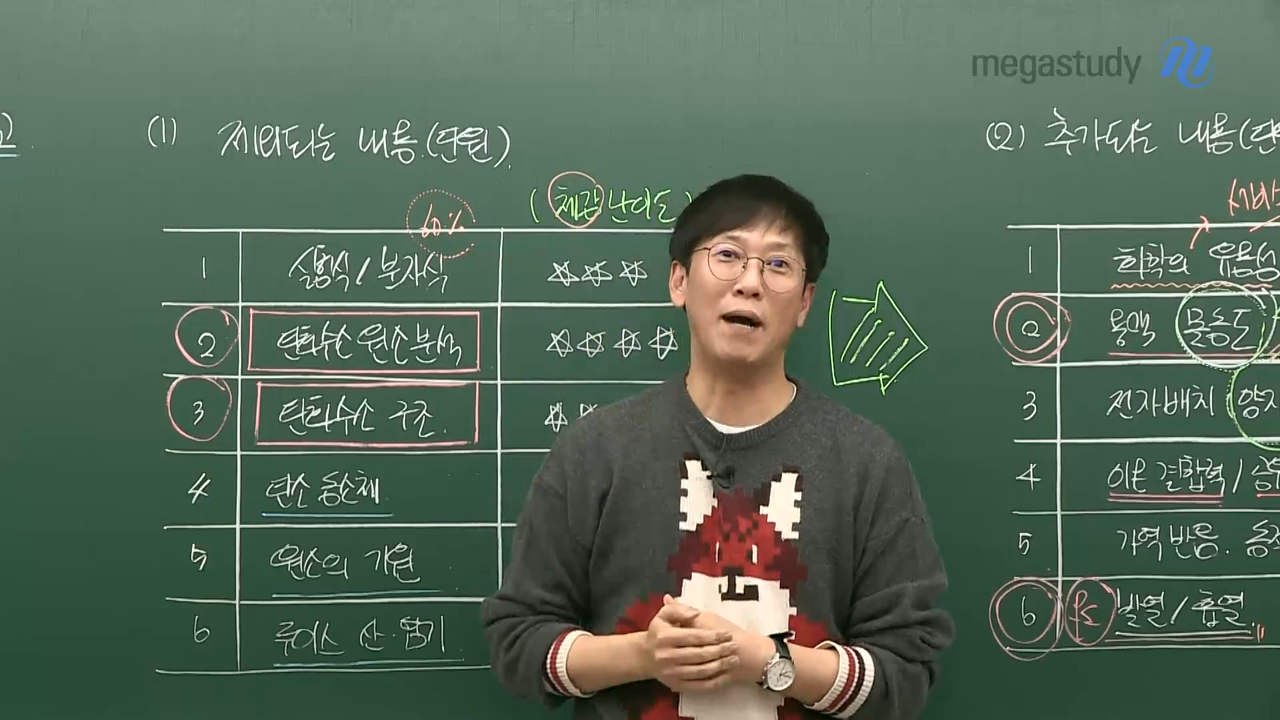 megastudy
(1) 제외되는 내용(단원)
60%
(체감난이도)
1 실험식/분자식 ☆☆☆
2 탄화수소 원소분석 ☆☆☆☆
3 탄화수소 구조. ☆
4 탄소 동소체
5 원소의 기원
6 루이스 산·염기
(2) 추가되는 내용(단
1 화학의 유용성
2 용액 몰농도
3 전자배치 양자
4 이온 결합력/
5 가역반응.
6 발열/흡열.